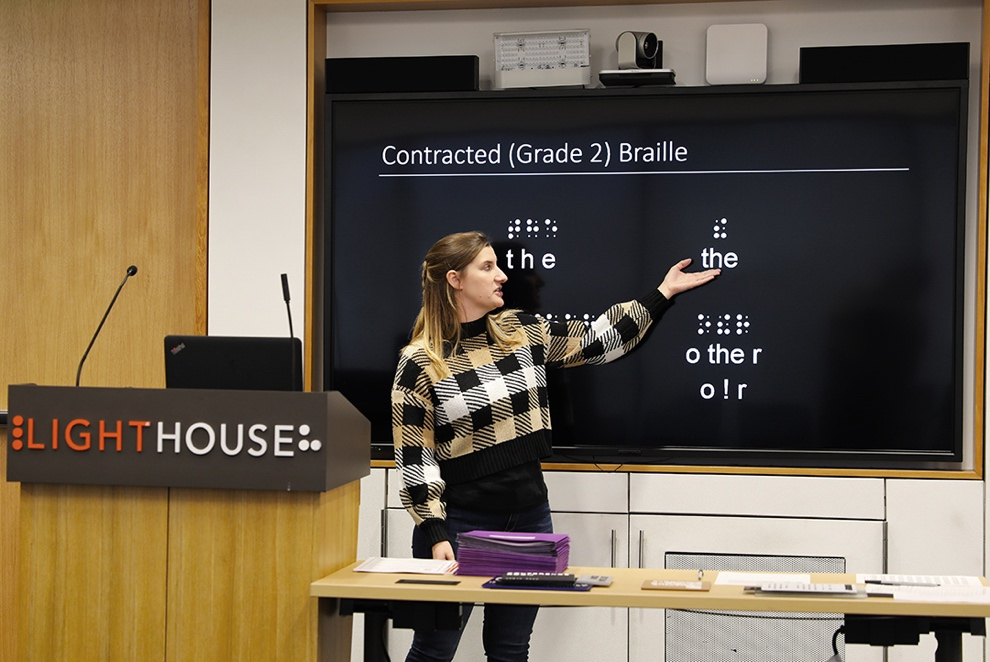 Contracted (Grade 2) Braille
⠞⠓⠑
the
⠮
the
⠕⠮⠗
o the r
o ! r
LIGHTHOUSE